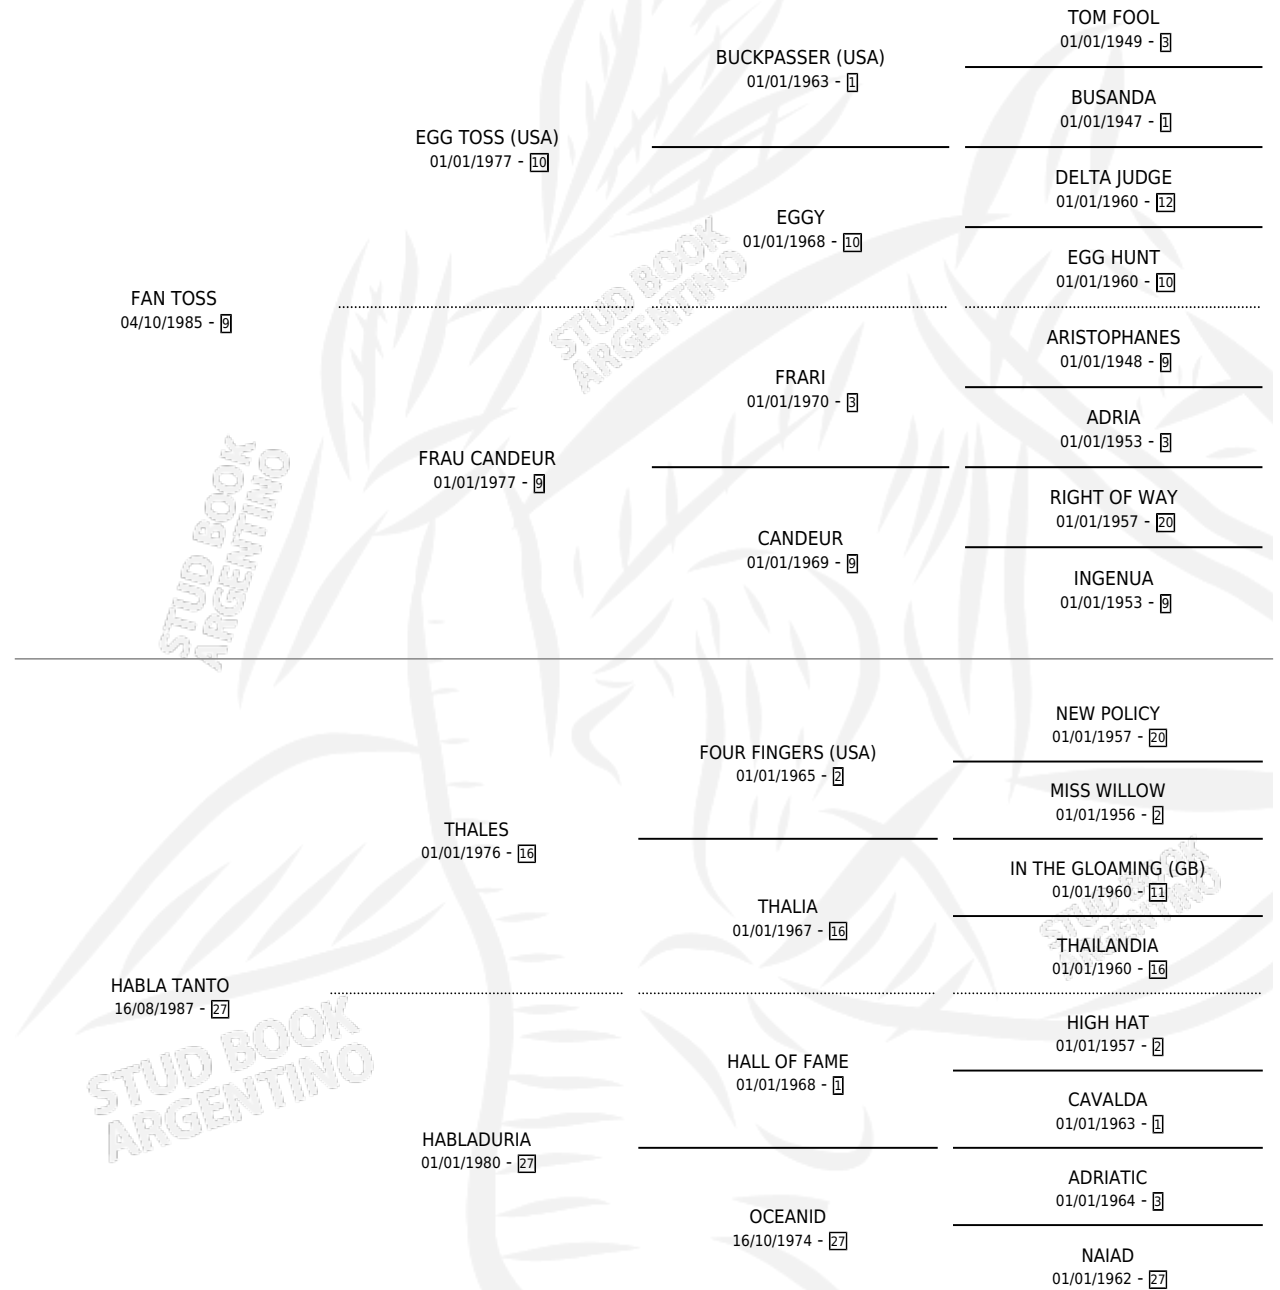 TOM FOOL
01/01/1949 - 3
BUCKPASSER (USA)
01/01/1963 - 1
BUSANDA
01/01/1947 - 1
EGG TOSS (USA)
01/01/1977 - 10
DELTA JUDGE
01/01/1960 - 12
EGGY
01/01/1968 - 10
EGG HUNT
01/01/1960 - 10
FAN TOSS
04/10/1985 - 9
ARISTOPHANES
01/01/1948 - 9
FRARI
01/01/1970 - 3
ADRIA
01/01/1953 - 3
FRAU CANDEUR
01/01/1977 - 9
RIGHT OF WAY
01/01/1957 - 20
CANDEUR
01/01/1969 - 9
INGENUA
01/01/1953 - 9
NEW POLICY
01/01/1957 - 20
FOUR FINGERS (USA)
01/01/1965 - 2
MISS WILLOW
01/01/1956 - 2
THALES
01/01/1976 - 16
IN THE GLOAMING (GB)
01/01/1960 - 11
THALIA
01/01/1967 - 16
THAILANDIA
01/01/1960 - 16
HABLA TANTO
16/08/1987 - 27
HIGH HAT
01/01/1957 - 2
HALL OF FAME
01/01/1968 - 1
CAVALDA
01/01/1963 - 1
HABLADURIA
01/01/1980 - 27
ADRIATIC
01/01/1964 - 3
OCEANID
16/10/1974 - 27
NAIAD
01/01/1962 - 27
STUD BOOK
ARGENTINO
STUD BOOK
ARGENTINO
STUD BOOK
ARGENTINO
STUD BOOK
ARGENTINO